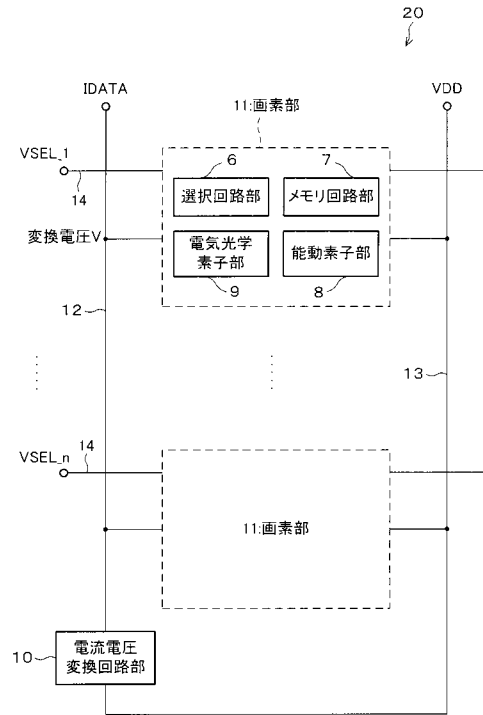 20
IDATA
VDD
11:画素部
VSEL_1
14
6
7
選択回路部
メモリ回路部
変換電圧V
電気光学
素子部
能動素子部
9
8
12
13
VSEL_n
14
11:画素部
10
電流電圧
変換回路部